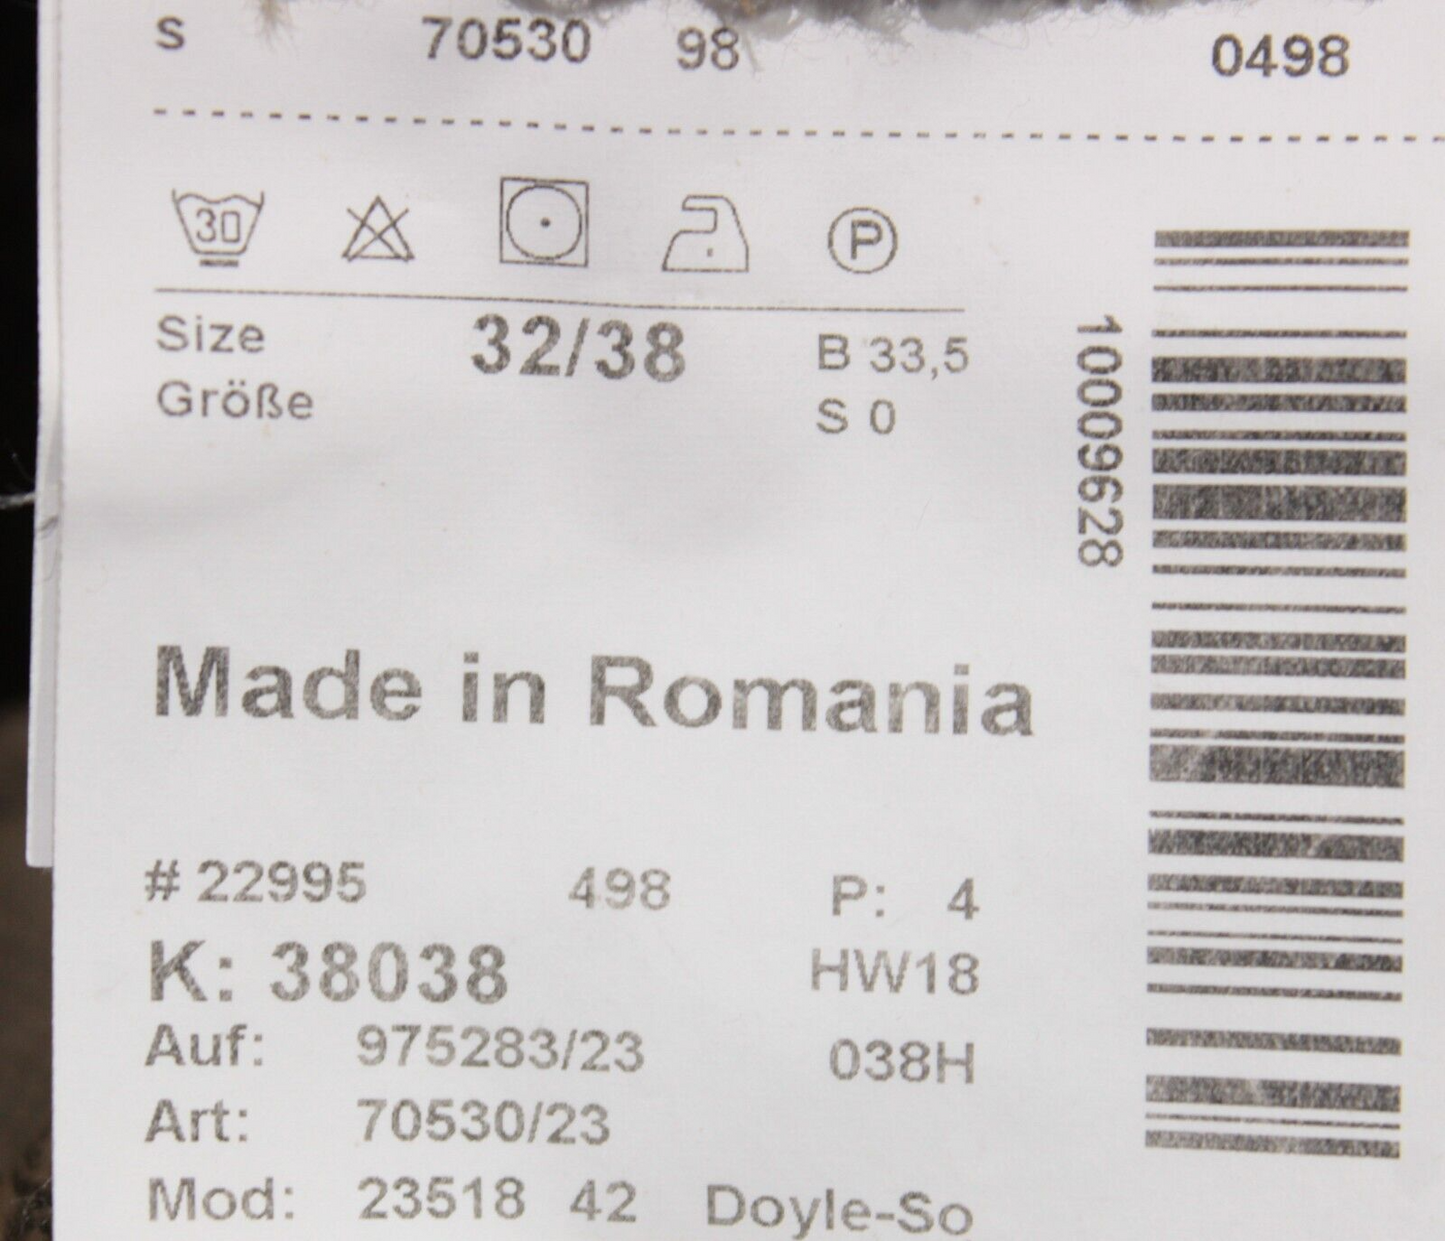 S 70530 98 0498
30 P
Size 32/38 B 33,5
Größe S 0
10009628
Made in Romania
# 22995 498 P: 4
K: 38038 HW18
Auf: 975283/23 038H
Art: 70530/23
Mod: 23518 42 Doyle-So